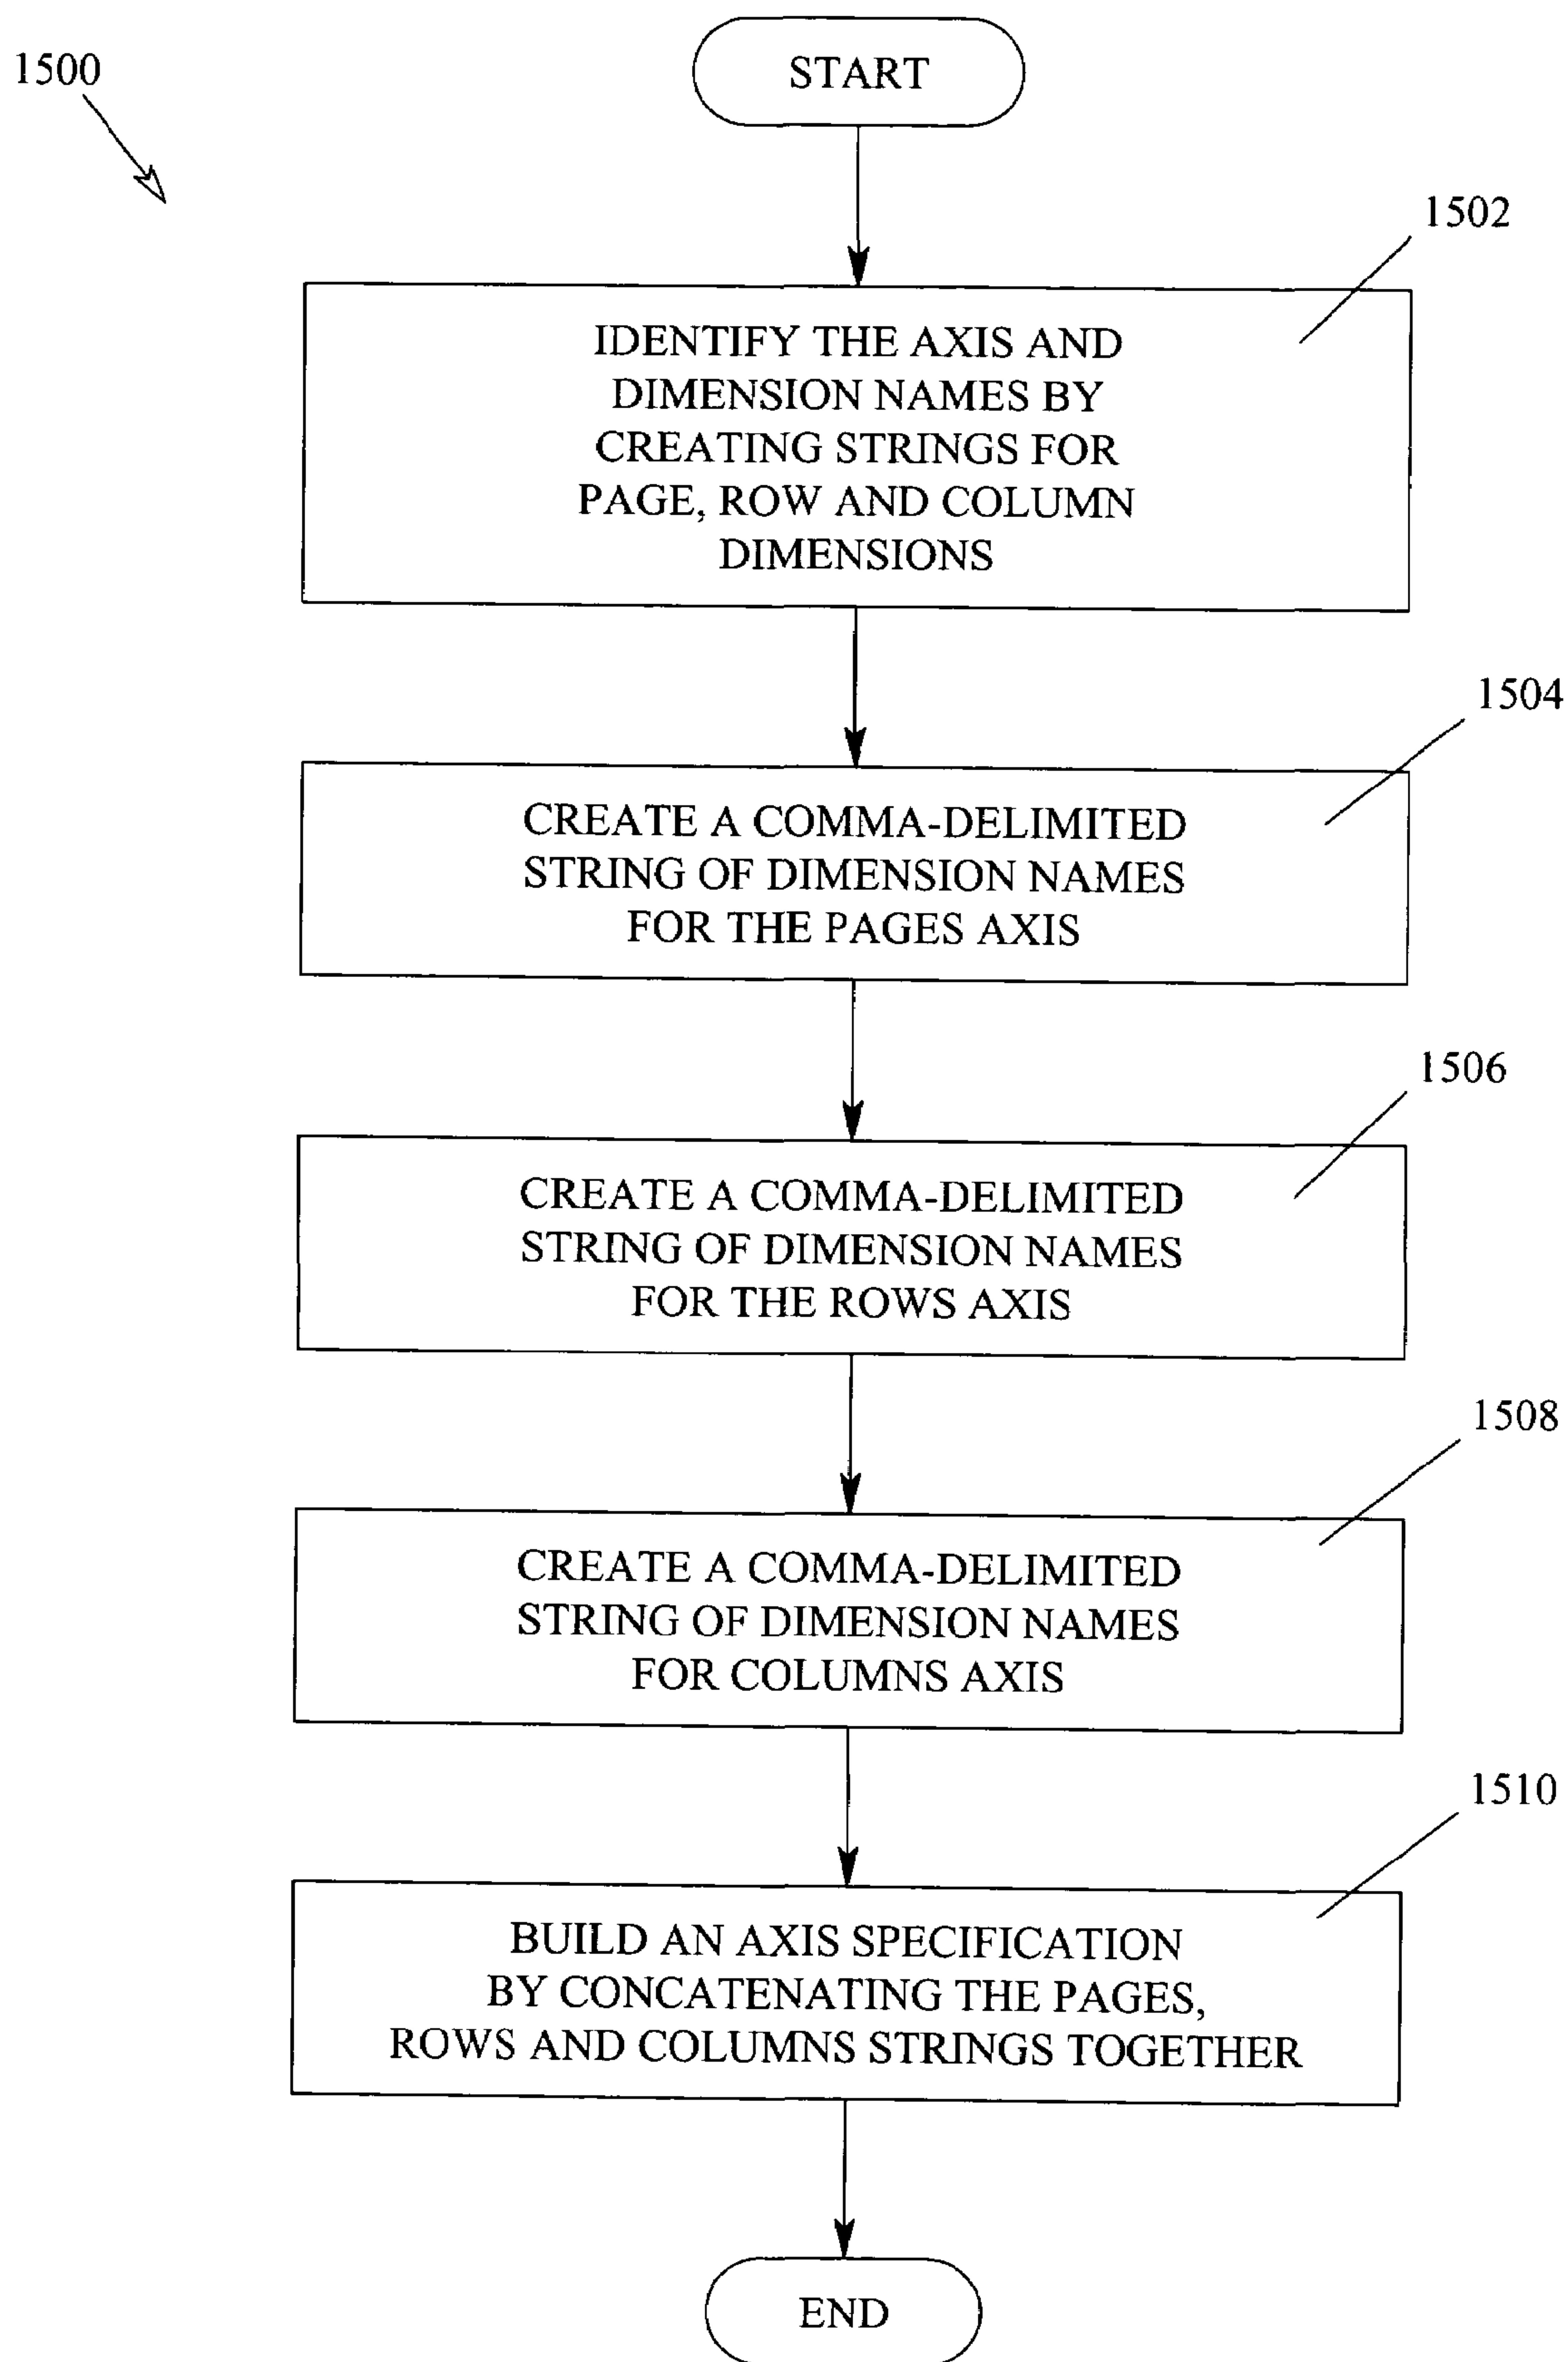 1500
START
1502
IDENTIFY THE AXIS AND
DIMENSION NAMES BY
CREATING STRINGS FOR
PAGE, ROW AND COLUMN
DIMENSIONS
1504
CREATE A COMMA-DELIMITED
STRING OF DIMENSION NAMES
FOR THE PAGES AXIS
1506
CREATE A COMMA-DELIMITED
STRING OF DIMENSION NAMES
FOR THE ROWS AXIS
1508
CREATE A COMMA-DELIMITED
STRING OF DIMENSION NAMES
FOR COLUMNS AXIS
1510
BUILD AN AXIS SPECIFICATION
BY CONCATENATING THE PAGES,
ROWS AND COLUMNS STRINGS TOGETHER
END